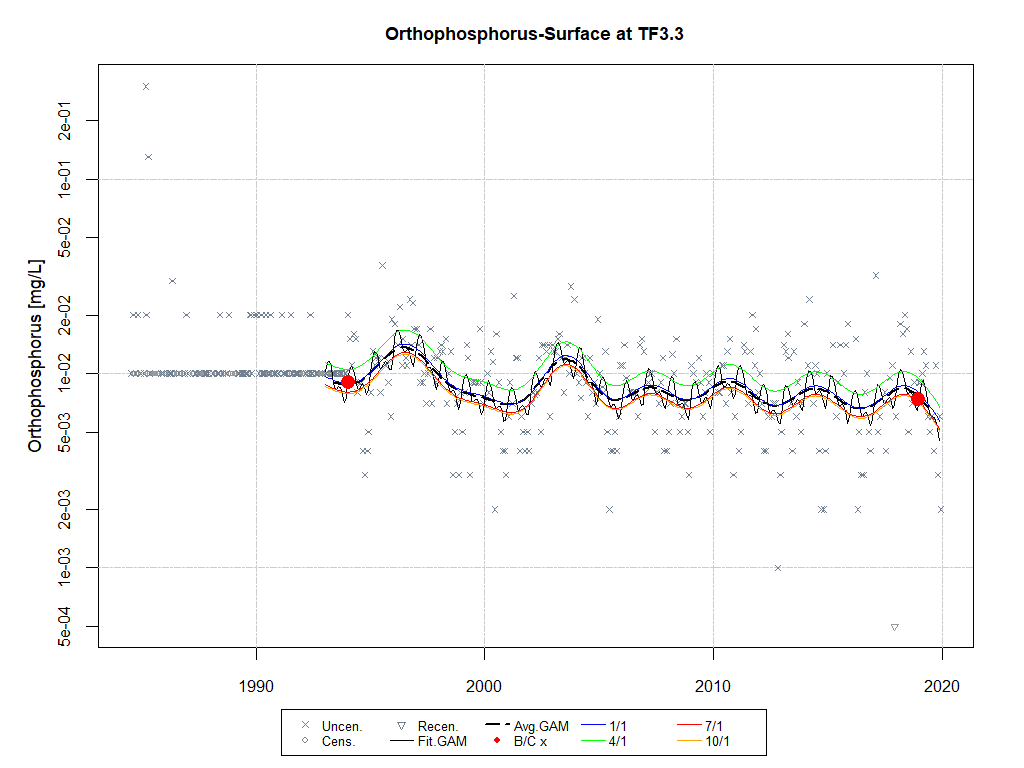 Orthophosphorus-Surface at TF3.3
Orthophosphorus [mg/L]
2e-01
1e-01
5e-02
2e-02
1e-02
5e-03
2e-03
1e-03
5e-04
1990 2000 2010 2020
Uncen. Recen. Avg.GAM 1/1 7/1
Cens. Fit.GAM B/C x 4/1 10/1